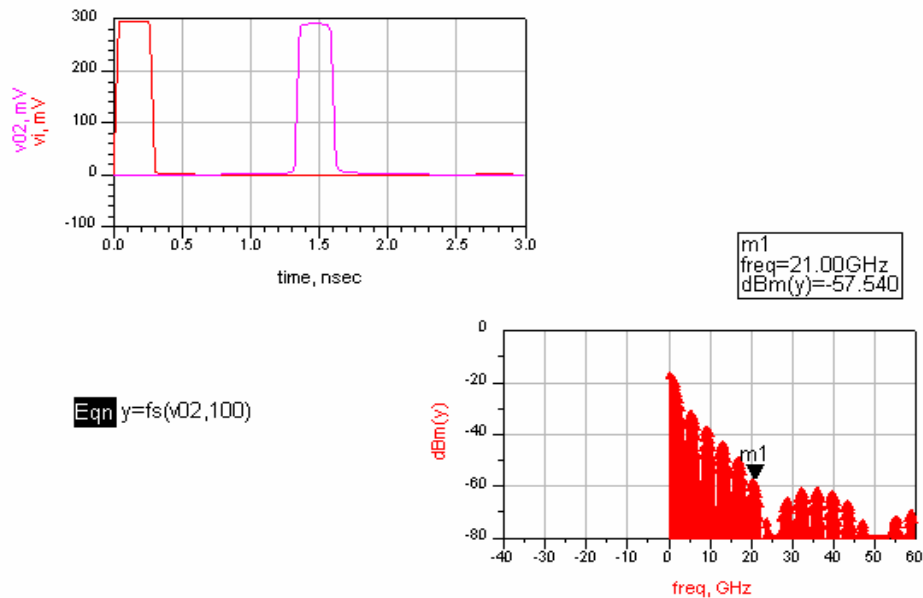 300
200
100
0
-100
v02, mV
vi, mV
0.0 0.5 1.0 1.5 2.0 2.5 3.0
time, nsec
m1
freq=21.00GHz
dBm(y)=-57.540
Eqn y=fs(v02,100)
0
-20
-40
-60
-80
dBm(y)
m1
-40 -30 -20 -10 0 10 20 30 40 50 60
freq, GHz